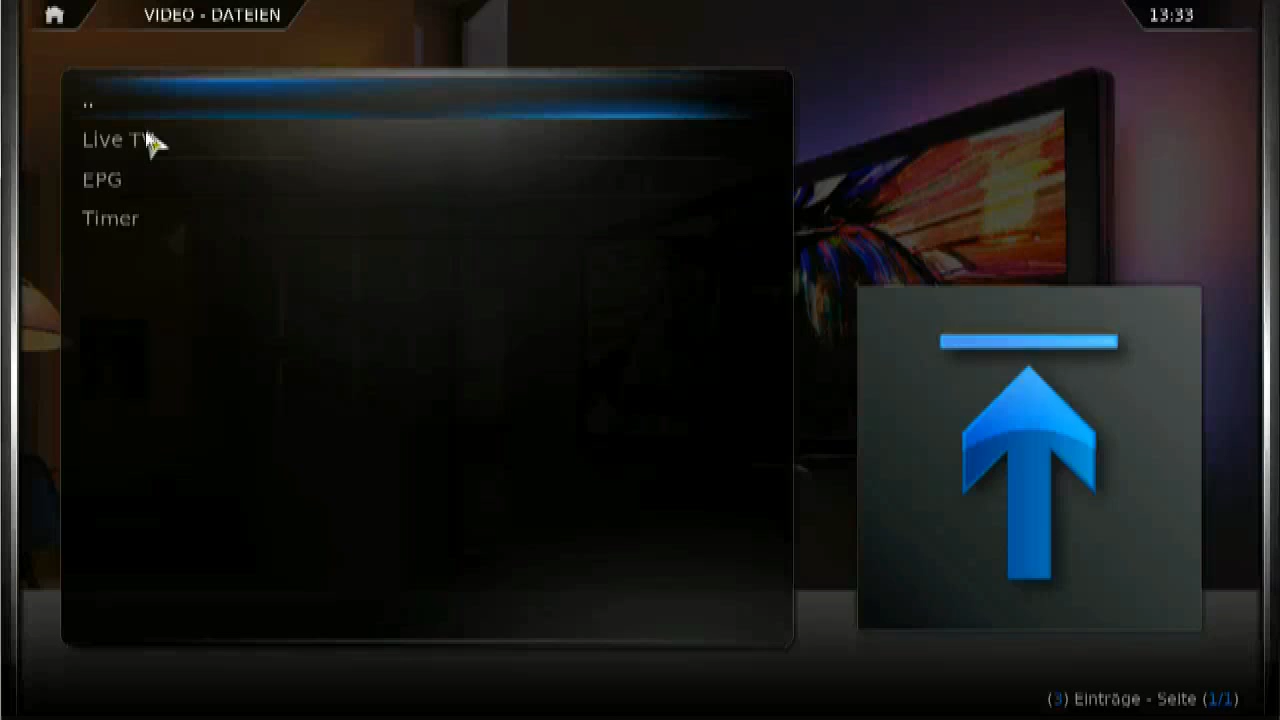 VIDEO - DATEIEN
13:33
..
Live TV
EPG
Timer
(3) Einträge - Seite (1/1)